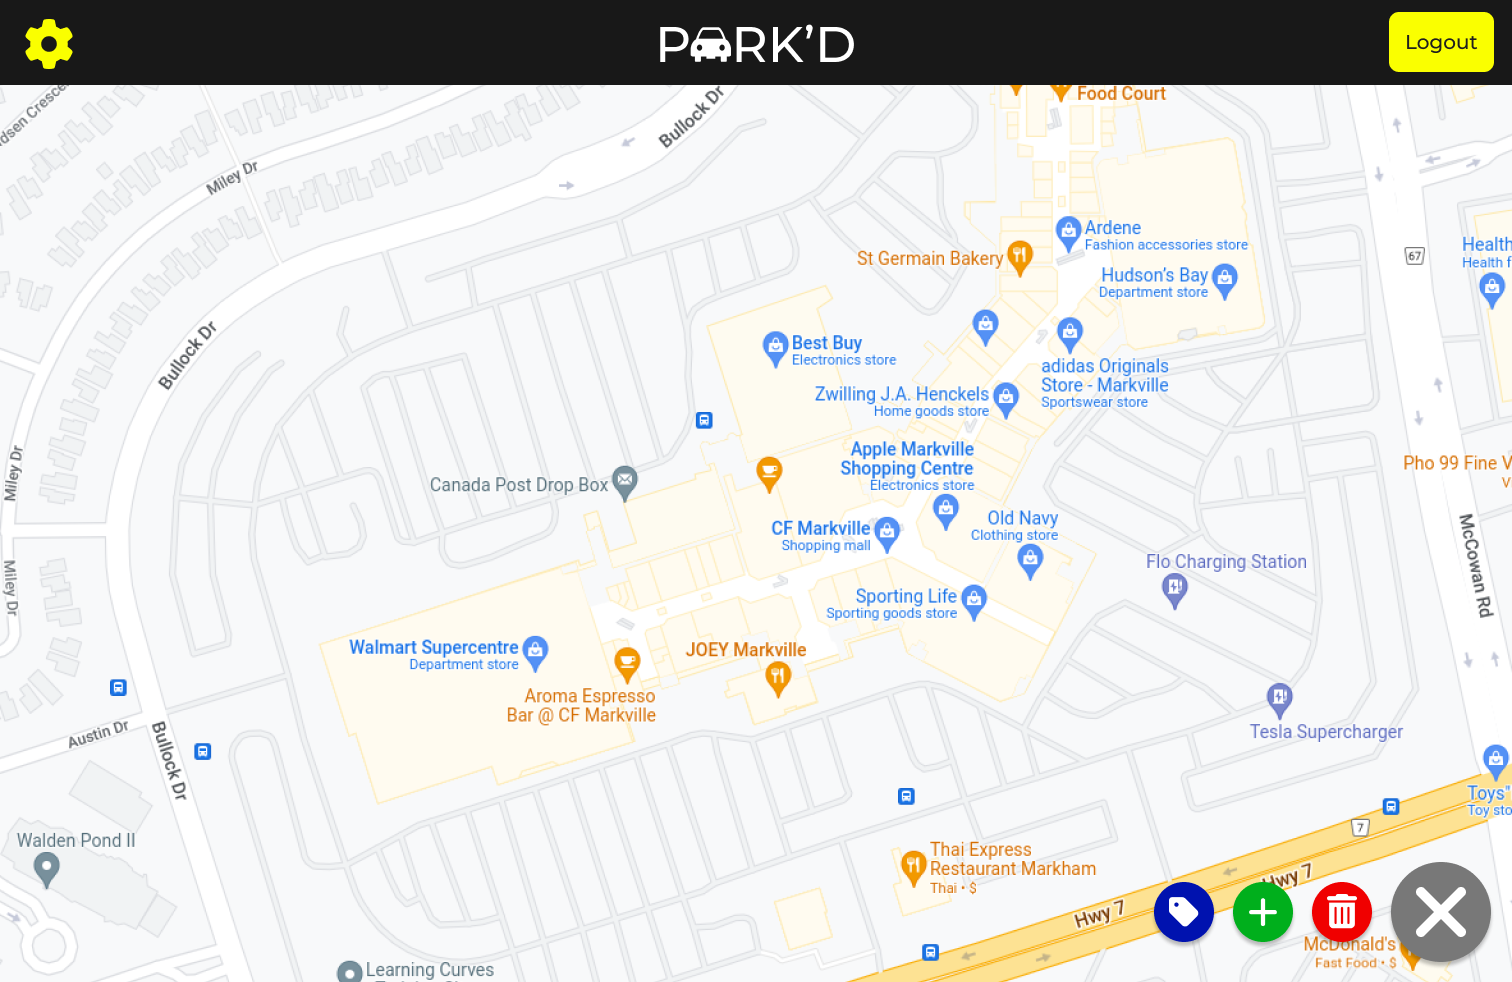 P RK'D
Logout
Food Court
dsen Cresce
Bullock Dr
Miley Dr
Ardene
Fashion accessories store
St Germain Bakery
Hudson's Bay
Department store
67
Health
Health f
Bullock Dr
Best Buy
Electronics store
adidas Originals
Store - Markville
Sportswear store
Zwilling J.A. Henckels
Home goods store
Apple Markville
Shopping Centre
Electronics store
Miley Dr
Canada Post Drop Box
Pho 99 Fine V
v
CF Markville
Shopping mall
Old Navy
Clothing store
McCowan Rd
Miley Dr
Flo Charging Station
Sporting Life
Sporting goods store
Walmart Supercentre
Department store
JOEY Markville
Aroma Espresso
Bar @ CF Markville
Tesla Supercharger
Austin Dr
Bullock Dr
Toys"
Toy sto
7
Walden Pond II
Thai Express
Restaurant Markham
Thai • $
Hwy 7
Hwy 7
McDonald's
Fast Food • $
Learning Curves